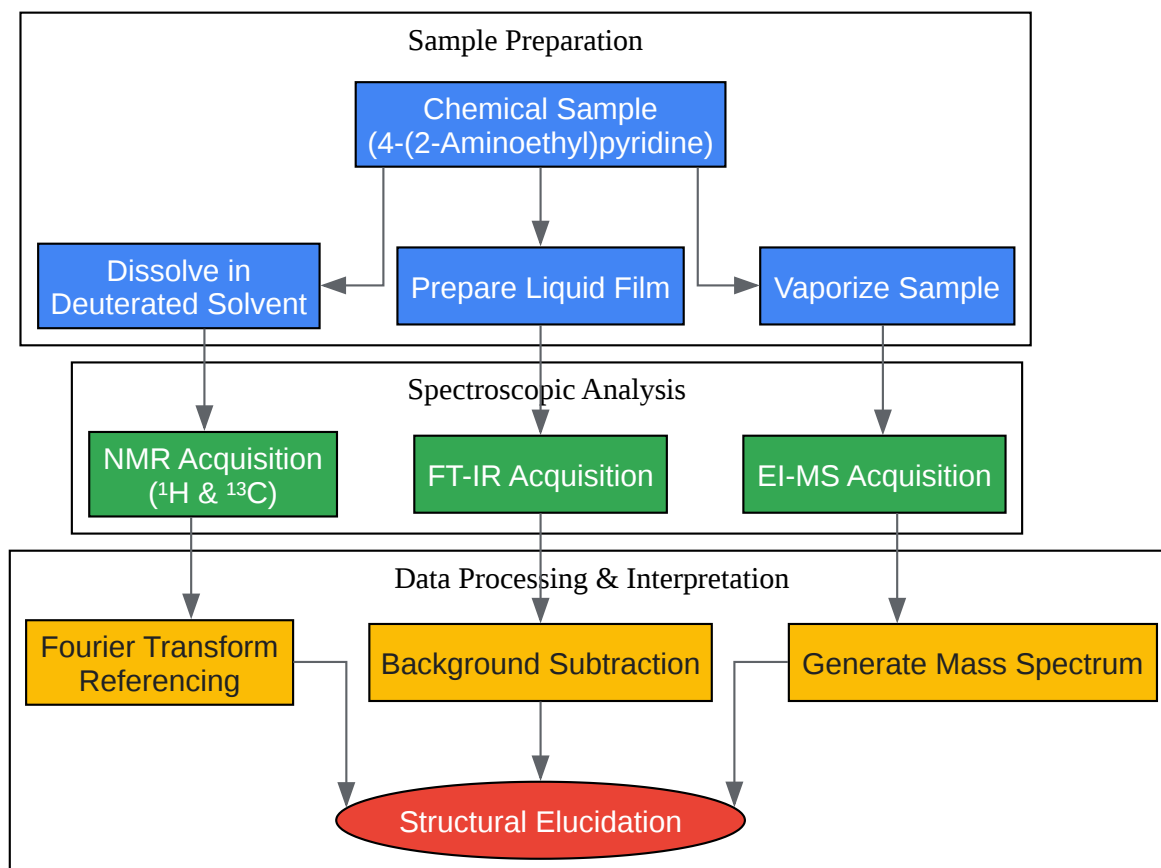 Sample Preparation
Chemical Sample
(4-(2-Aminoethyl)pyridine)
Dissolve in
Deuterated Solvent
Prepare Liquid Film
Vaporize Sample
Spectroscopic Analysis
NMR Acquisition
(¹H & ¹³C)
FT-IR Acquisition
EI-MS Acquisition
Data Processing & Interpretation
Fourier Transform
Referencing
Background Subtraction
Generate Mass Spectrum
Structural Elucidation